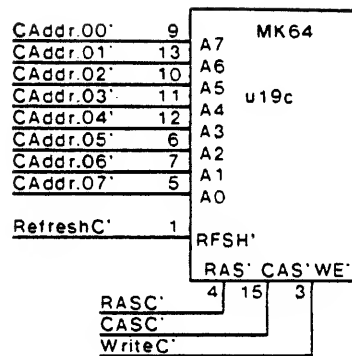 CAddr.00' 9 A7 MK64
CAddr.01' 13 A6
CAddr.02' 10 A5 u19c
CAddr.03' 11 A4
CAddr.04' 12 A3
CAddr.05' 6 A2
CAddr.06' 7 A1
CAddr.07' 5 A0
RefreshC' 1 RFSH'
RAS' CAS' WE'
RASC' 4 15 3
CASC'
WriteC'